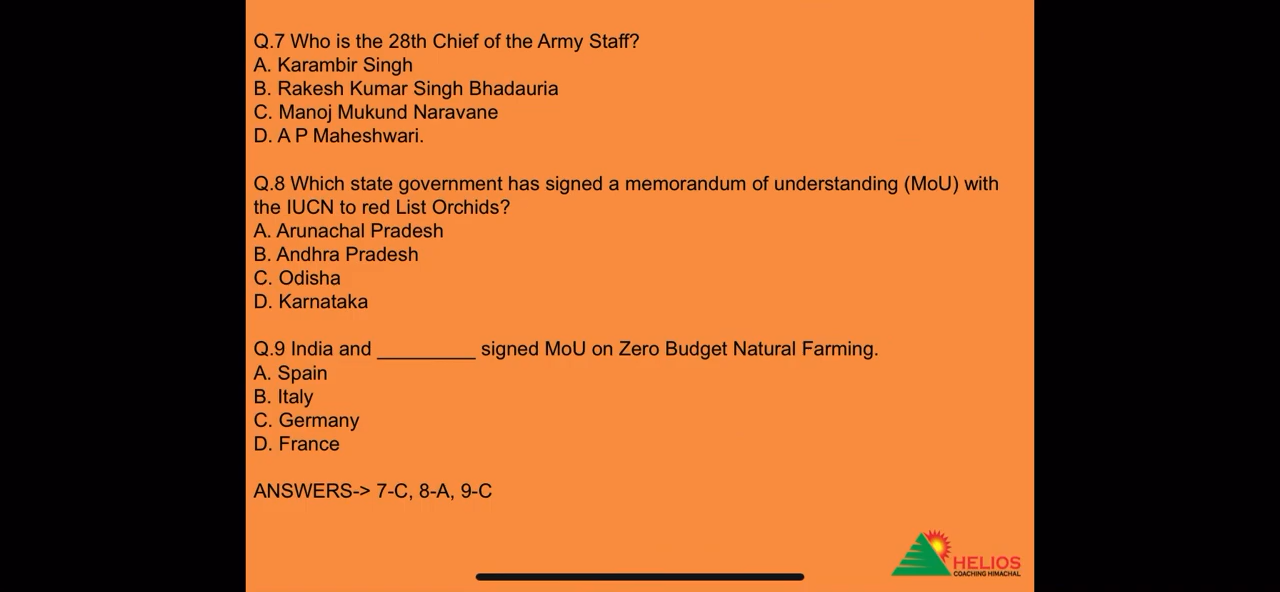 Q.7 Who is the 28th Chief of the Army Staff?
A. Karambir Singh
B. Rakesh Kumar Singh Bhadauria
C. Manoj Mukund Naravane
D. A P Maheshwari.
Q.8 Which state government has signed a memorandum of understanding (MoU) with
the IUCN to red List Orchids?
A. Arunachal Pradesh
B. Andhra Pradesh
C. Odisha
D. Karnataka
Q.9 India and _________ signed MoU on Zero Budget Natural Farming.
A. Spain
B. Italy
C. Germany
D. France
ANSWERS-> 7-C, 8-A, 9-C
HELIOS
COACHING HIMACHAL